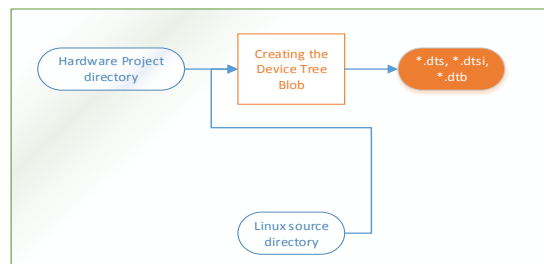 Hardware Project
directory
Creating the
Device Tree
Blob
*.dts, *.dtsi,
*.dtb
Linux source
directory